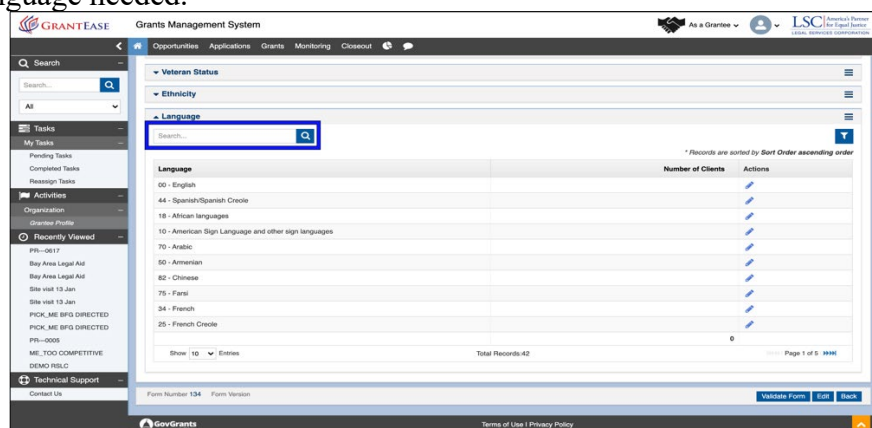 nguage needed.
GRANTEASE
Grants Management System
As a Grantee
LSC America's Partner for Equal Justice
LEGAL SERVICES CORPORATION
Opportunities Applications Grants Monitoring Closeout
Search
Search...
All
Tasks
My Tasks
Pending Tasks
Completed Tasks
Reassign Tasks
Activities
Organization
Grantee Profile
Recently Viewed
PR---0617
Bay Area Legal Aid
Bay Area Legal Aid
Site visit 13 Jan
Site visit 13 Jan
PICK_ME BFG DIRECTED
PICK_ME BFG DIRECTED
PR---0005
ME_TOO COMPETITIVE
DEMO RSLC
Technical Support
Contact Us
Veteran Status
Ethnicity
Language
Search...
* Records are sorted by Sort Order ascending order
Language Number of Clients Actions
00 - English
44 - Spanish/Spanish Creole
18 - African languages
10 - American Sign Language and other sign languages
70 - Arabic
50 - Armenian
82 - Chinese
75 - Farsi
34 - French
25 - French Creole
0
Show 10 Entries Total Records:42 Page 1 of 5
Form Number 134 Form Version Validate Form Edit Back
GovGrants Terms of Use | Privacy Policy